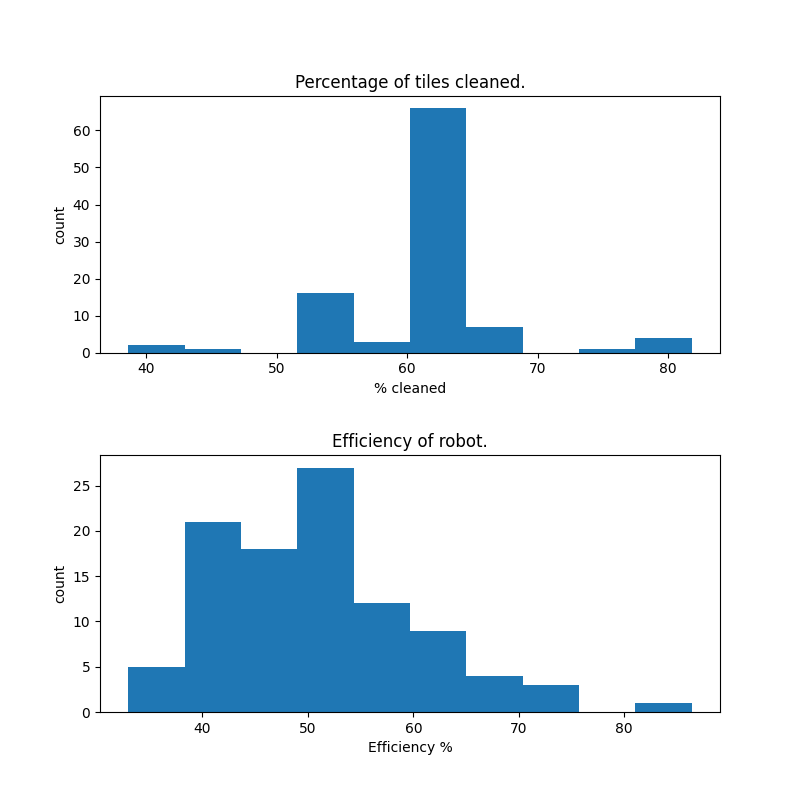 Percentage of tiles cleaned.
60
50
40
30
20
10
0
count
40 50 60 70 80
% cleaned
Efficiency of robot.
25
20
15
10
5
0
count
40 50 60 70 80
Efficiency %